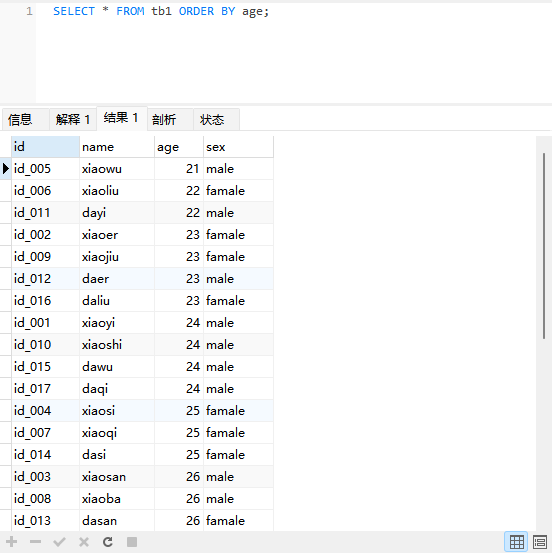 1 SELECT * FROM tb1 ORDER BY age;
信息 解释 1 结果 1 剖析 状态
id name age sex
id_005 xiaowu 21 male
id_006 xiaoliu 22 famale
id_011 dayi 22 male
id_002 xiaoer 23 famale
id_009 xiaojiu 23 famale
id_012 daer 23 male
id_016 daliu 23 famale
id_001 xiaoyi 24 male
id_010 xiaoshi 24 male
id_015 dawu 24 male
id_017 daqi 24 male
id_004 xiaosi 25 famale
id_007 xiaoqi 25 famale
id_014 dasi 25 famale
id_003 xiaosan 26 male
id_008 xiaoba 26 male
id_013 dasan 26 famale